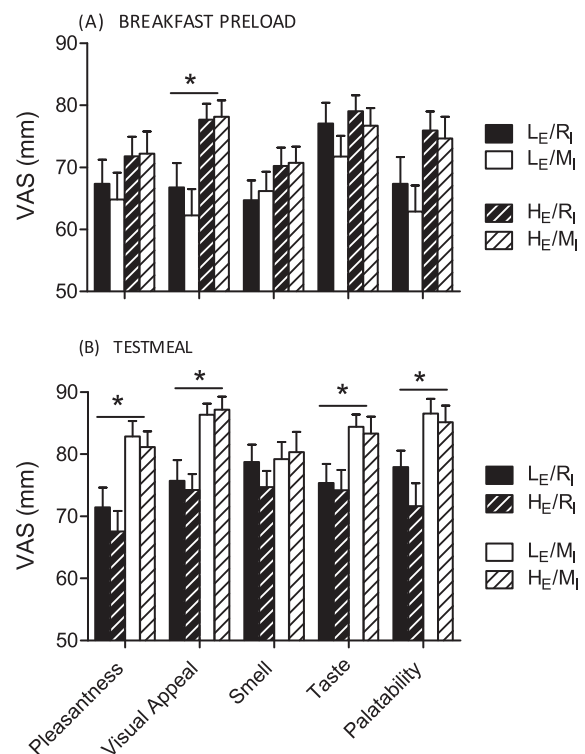 (A) BREAKFAST PRELOAD
90
80
70
60
50
VAS (mm)
*
L_E/R_I
L_E/M_I
H_E/R_I
H_E/M_I
(B) TESTMEAL
90
80
70
60
50
VAS (mm)
*
*
*
*
L_E/R_I
H_E/R_I
L_E/M_I
H_E/M_I
Pleasantness
Visual Appeal
Smell
Taste
Palatability